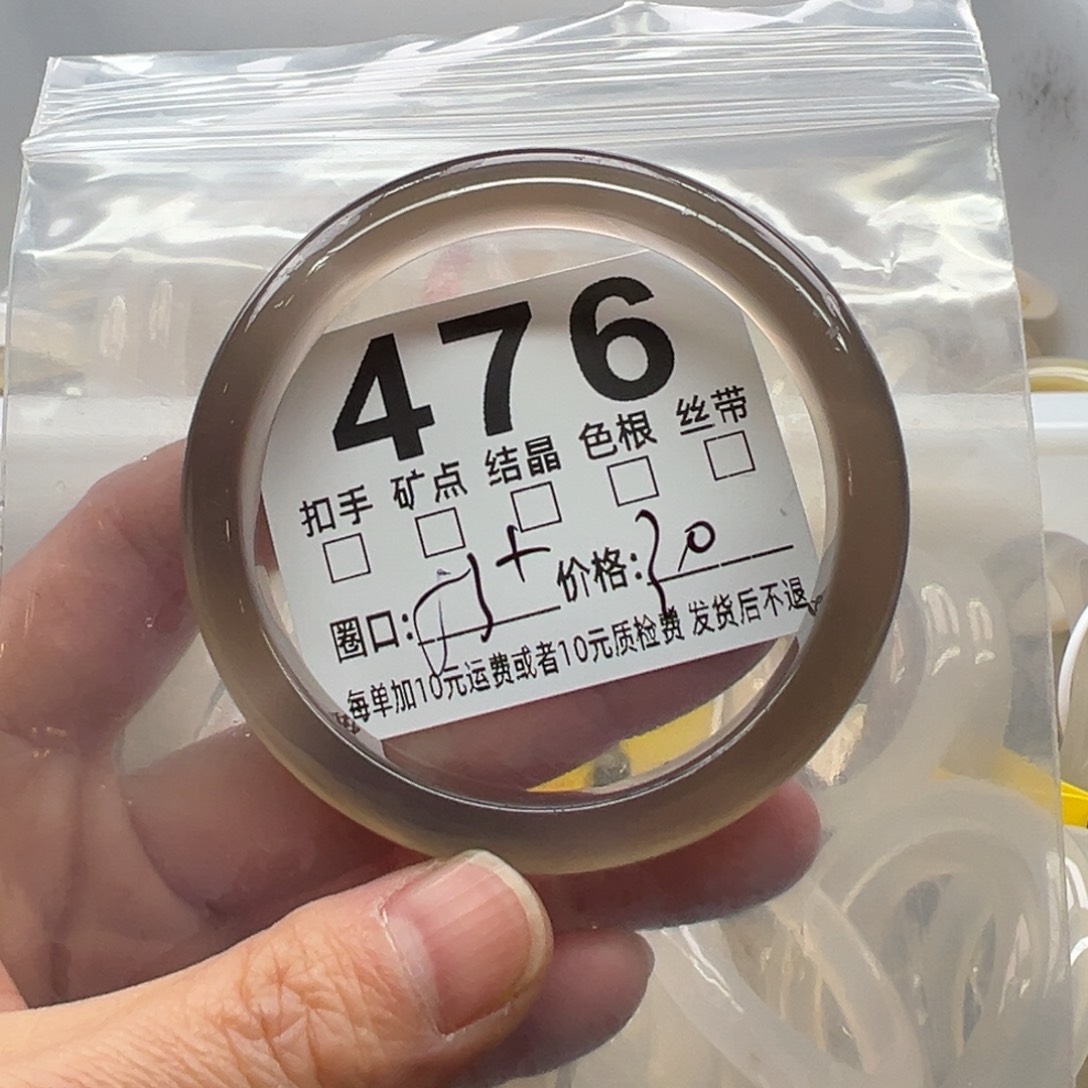 476
扣手 矿点 结晶 色根 丝带
圈口: 价格:
每单加10元运费或者10元质检费 发货后不退。